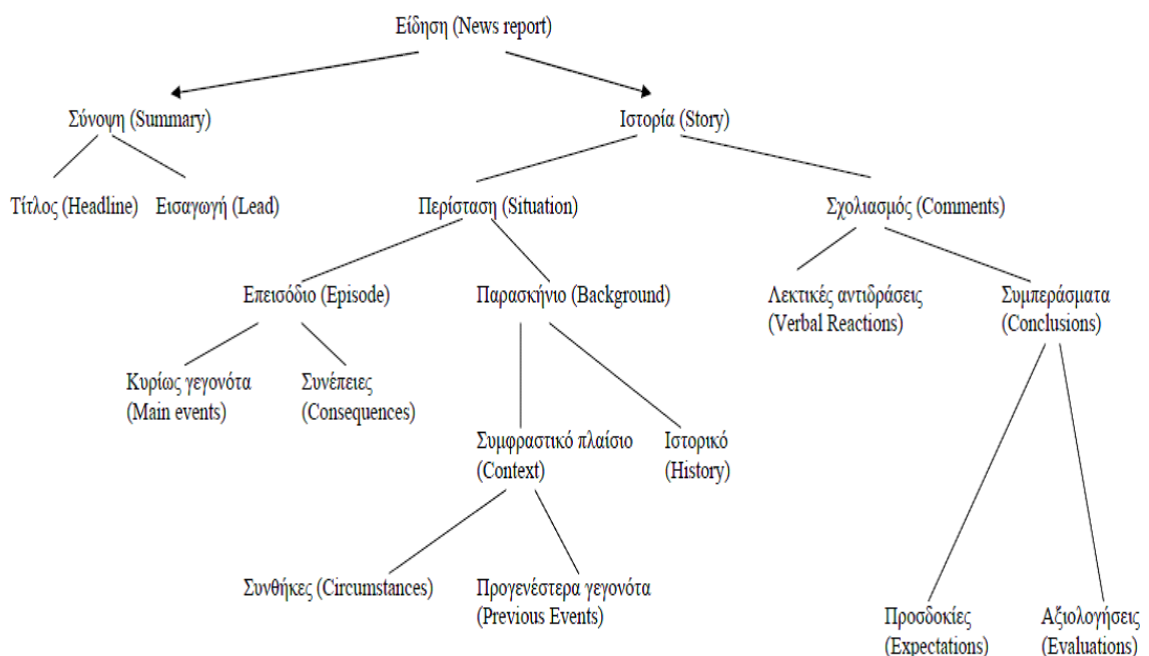 Είδηση (News report)
Σύνοψη (Summary)
Ιστορία (Story)
Τίτλος (Headline)
Εισαγωγή (Lead)
Περίσταση (Situation)
Σχολιασμός (Comments)
Επεισόδιο (Episode)
Παρασκήνιο (Background)
Λεκτικές αντιδράσεις
(Verbal Reactions)
Συμπεράσματα
(Conclusions)
Κυρίως γεγονότα
(Main events)
Συνέπειες
(Consequences)
Συμφραστικό πλαίσιο
(Context)
Ιστορικό
(History)
Συνθήκες (Circumstances)
Προγενέστερα γεγονότα
(Previous Events)
Προσδοκίες
(Expectations)
Αξιολογήσεις
(Evaluations)